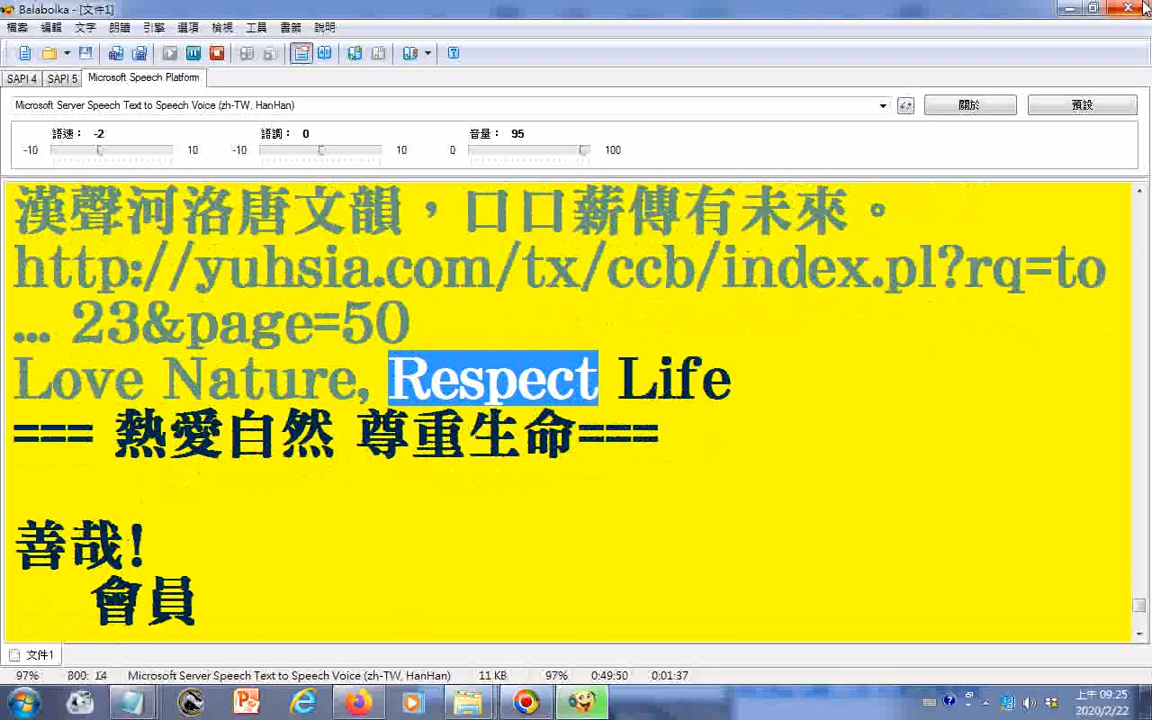 Balabolka - [文件1]
檔案 編輯 文字 朗讀 引擎 選項 檢視 工具 書籤 說明
SAPI 4 SAPI 5 Microsoft Speech Platform
Microsoft Server Speech Text to Speech Voice (zh-TW, HanHan) 關於 預設
語速： -2 語調： 0 音量： 95
-10 10 -10 10 0 100
漢聲河洛唐文韻，口口薪傳有未來。
http://yuhsia.com/tx/ccb/index.pl?rq=to
... 23&page=50
Love Nature, Respect Life
=== 熱愛自然 尊重生命===
善哉!
會員
文件1
97% 800: 14 Microsoft Server Speech Text to Speech Voice (zh-TW, HanHan) 11 KB 97% 0:49:50 0:01:37
上午 09:25
2020/2/22